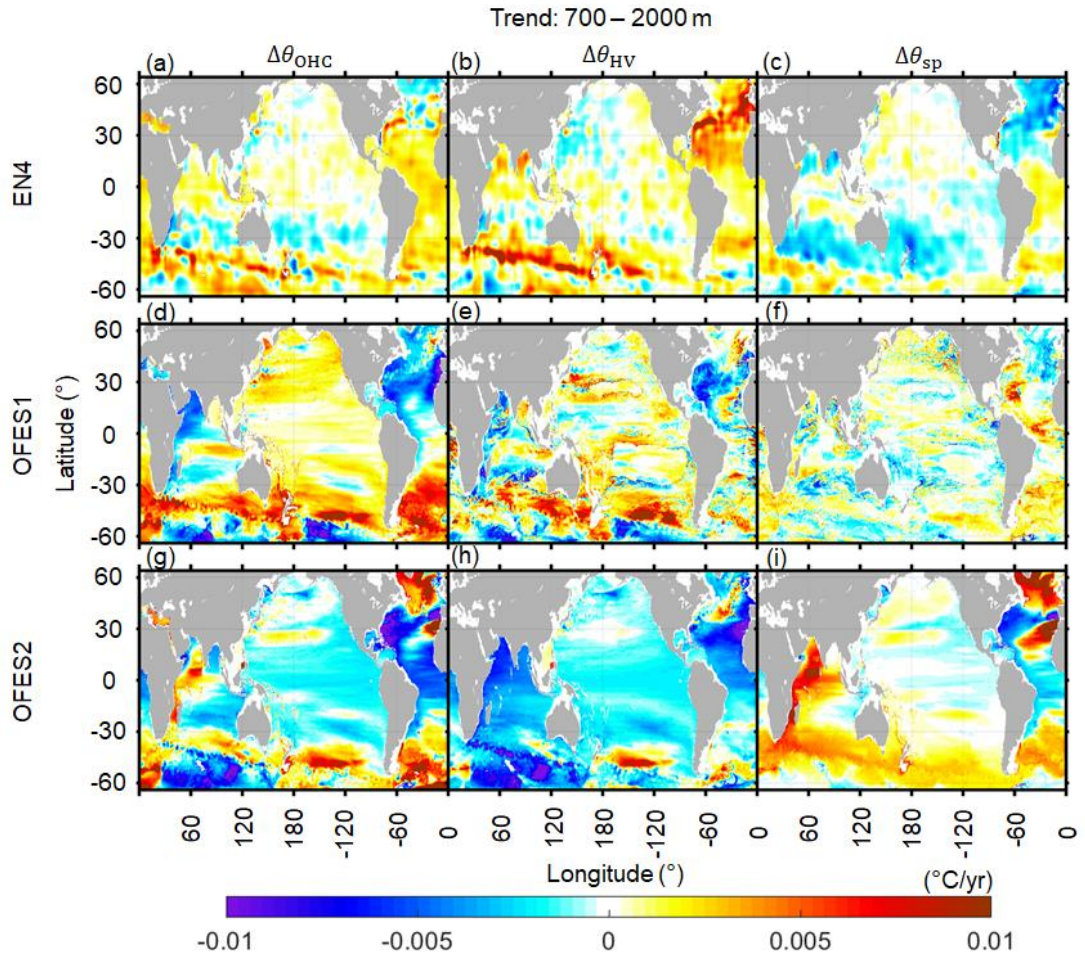 Trend: 700 – 2000 m
(a) Δθ_OHC (b) Δθ_HV (c) Δθ_sp
EN4
60
30
0
-30
-60
(d) (e) (f)
OFES1
Latitude (°)
60
30
0
-30
-60
(g) (h) (i)
OFES2
60
30
0
-30
-60
60 120 180 -120 -60 0 60 120 180 -120 -60 0 60 120 180 -120 -60 0
Longitude (°)
(°C/yr)
-0.01 -0.005 0 0.005 0.01